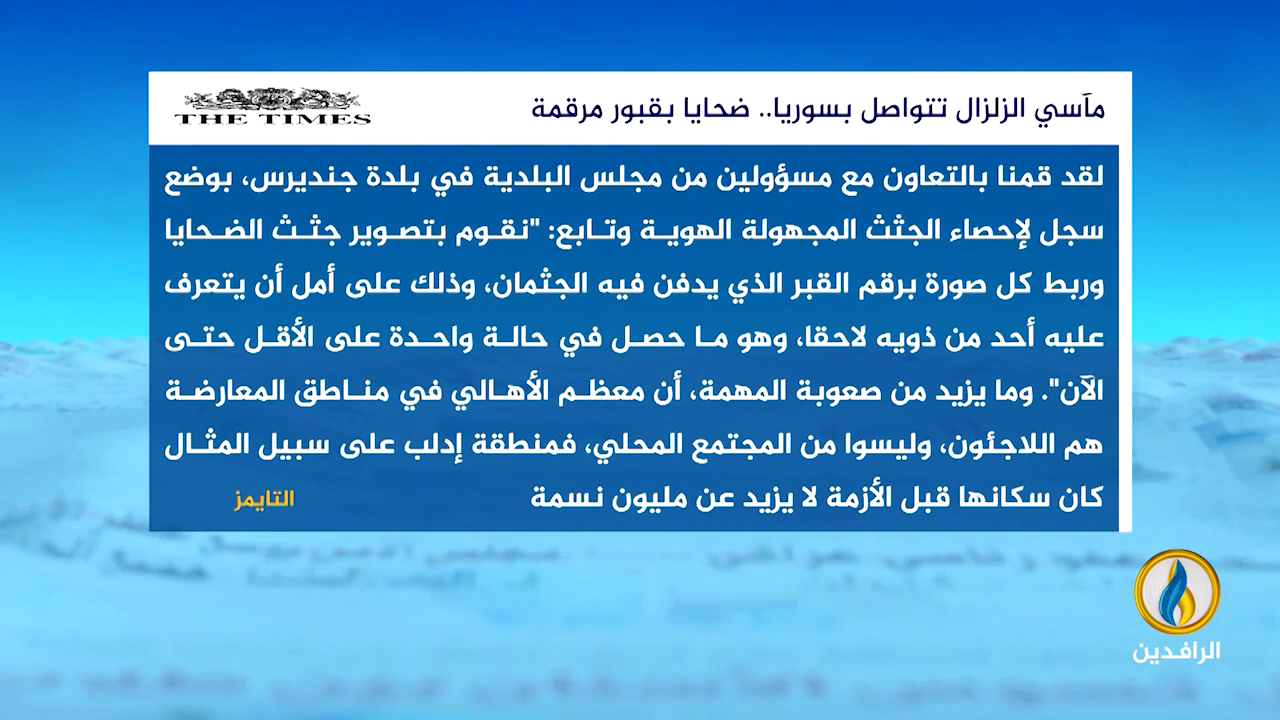 مآسي الزلزال تتواصل بسوريا.. ضحايا بقبور مرقمة
THE TIMES
لقد قمنا بالتعاون مع مسؤولين من مجلس البلدية في بلدة جنديرس، بوضع
سجل لإحصاء الجثث المجهولة الهوية وتابع: "نقوم بتصوير جثث الضحايا
وربط كل صورة برقم القبر الذي يدفن فيه الجثمان، وذلك على أمل أن يتعرف
عليه أحد من ذويه لاحقا، وهو ما حصل في حالة واحدة على الأقل حتى
الآن". وما يزيد من صعوبة المهمة، أن معظم الأهالي في مناطق المعارضة
هم اللاجئون، وليسوا من المجتمع المحلي، فمنطقة إدلب على سبيل المثال
كان سكانها قبل الأزمة لا يزيد عن مليون نسمة
التايمز
الرافدين